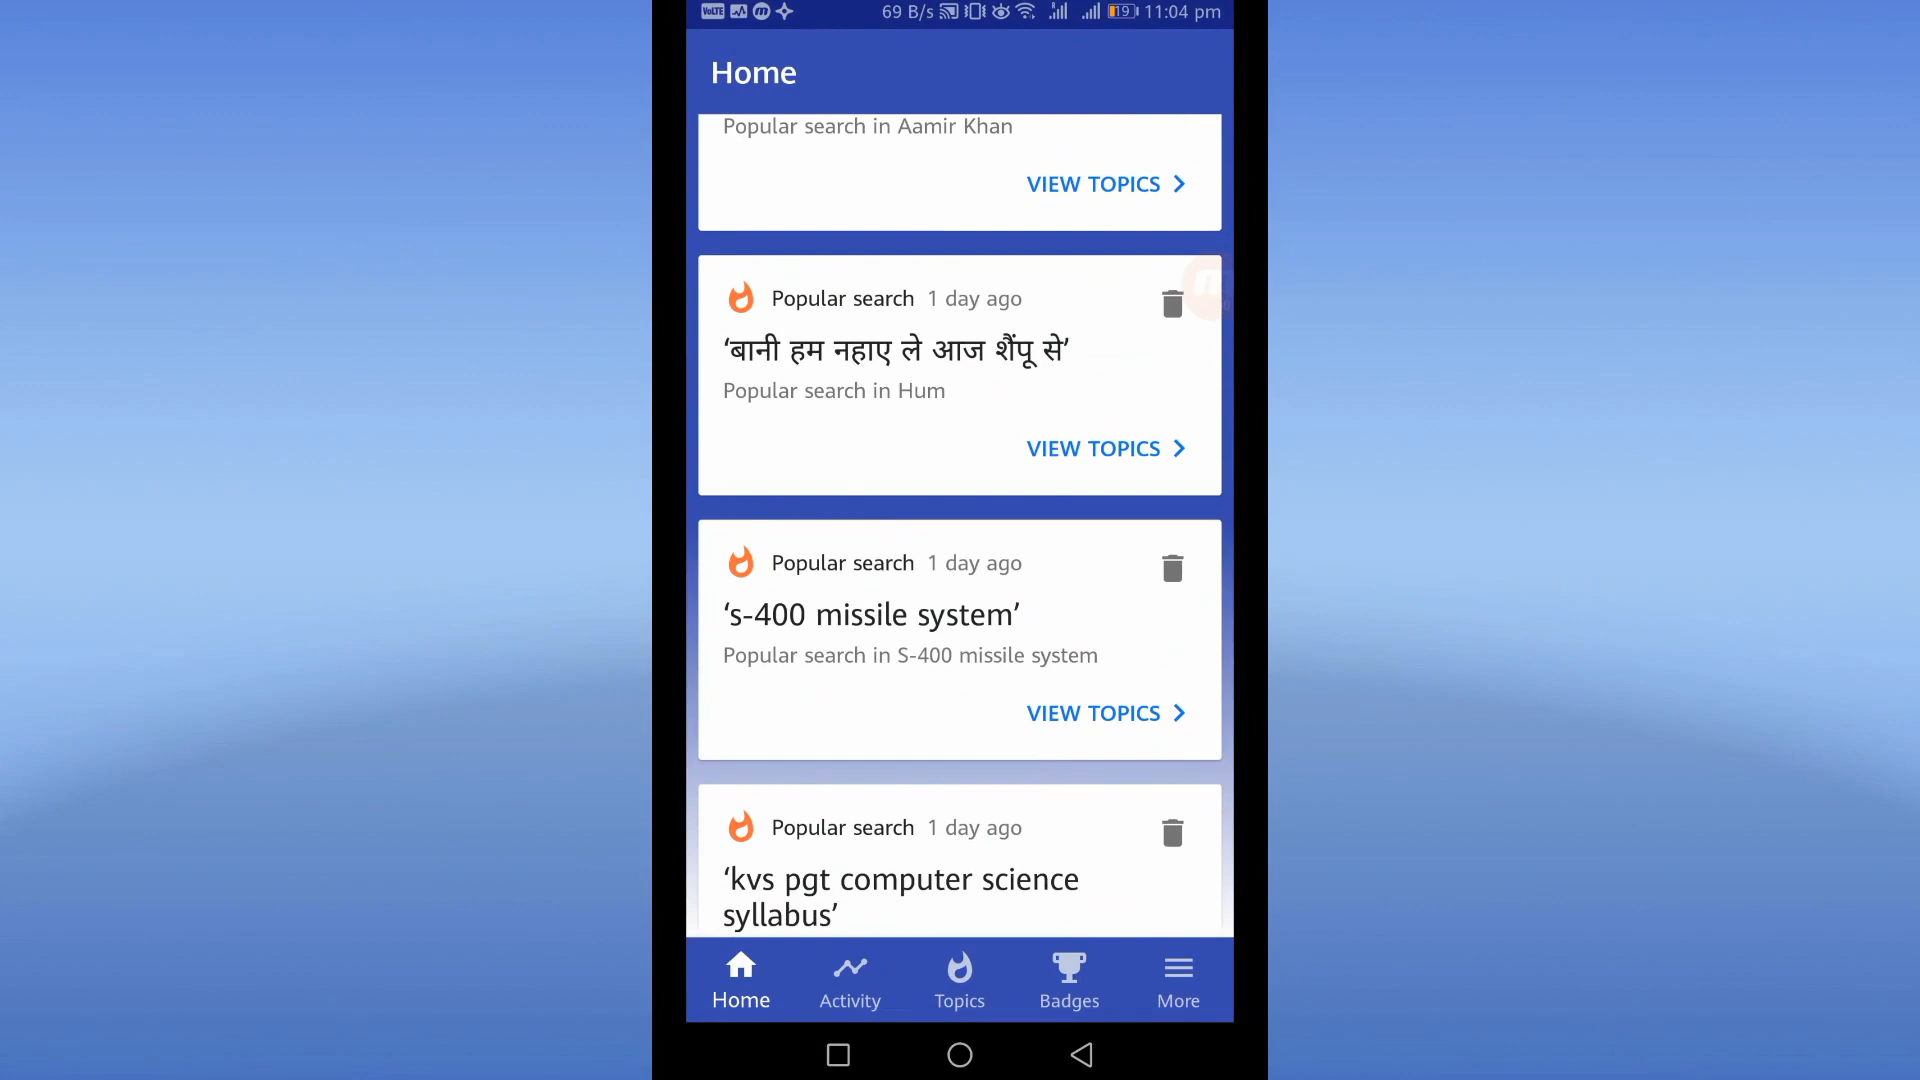 VoLTE 69 B/s 19 11:04 pm
Home
Popular search in Aamir Khan
VIEW TOPICS
Popular search 1 day ago
‘बानी हम नहाए ले आज शैंपू से’
Popular search in Hum
VIEW TOPICS
Popular search 1 day ago
‘s-400 missile system’
Popular search in S-400 missile system
VIEW TOPICS
Popular search 1 day ago
‘kvs pgt computer science
syllabus’
Home Activity Topics Badges More